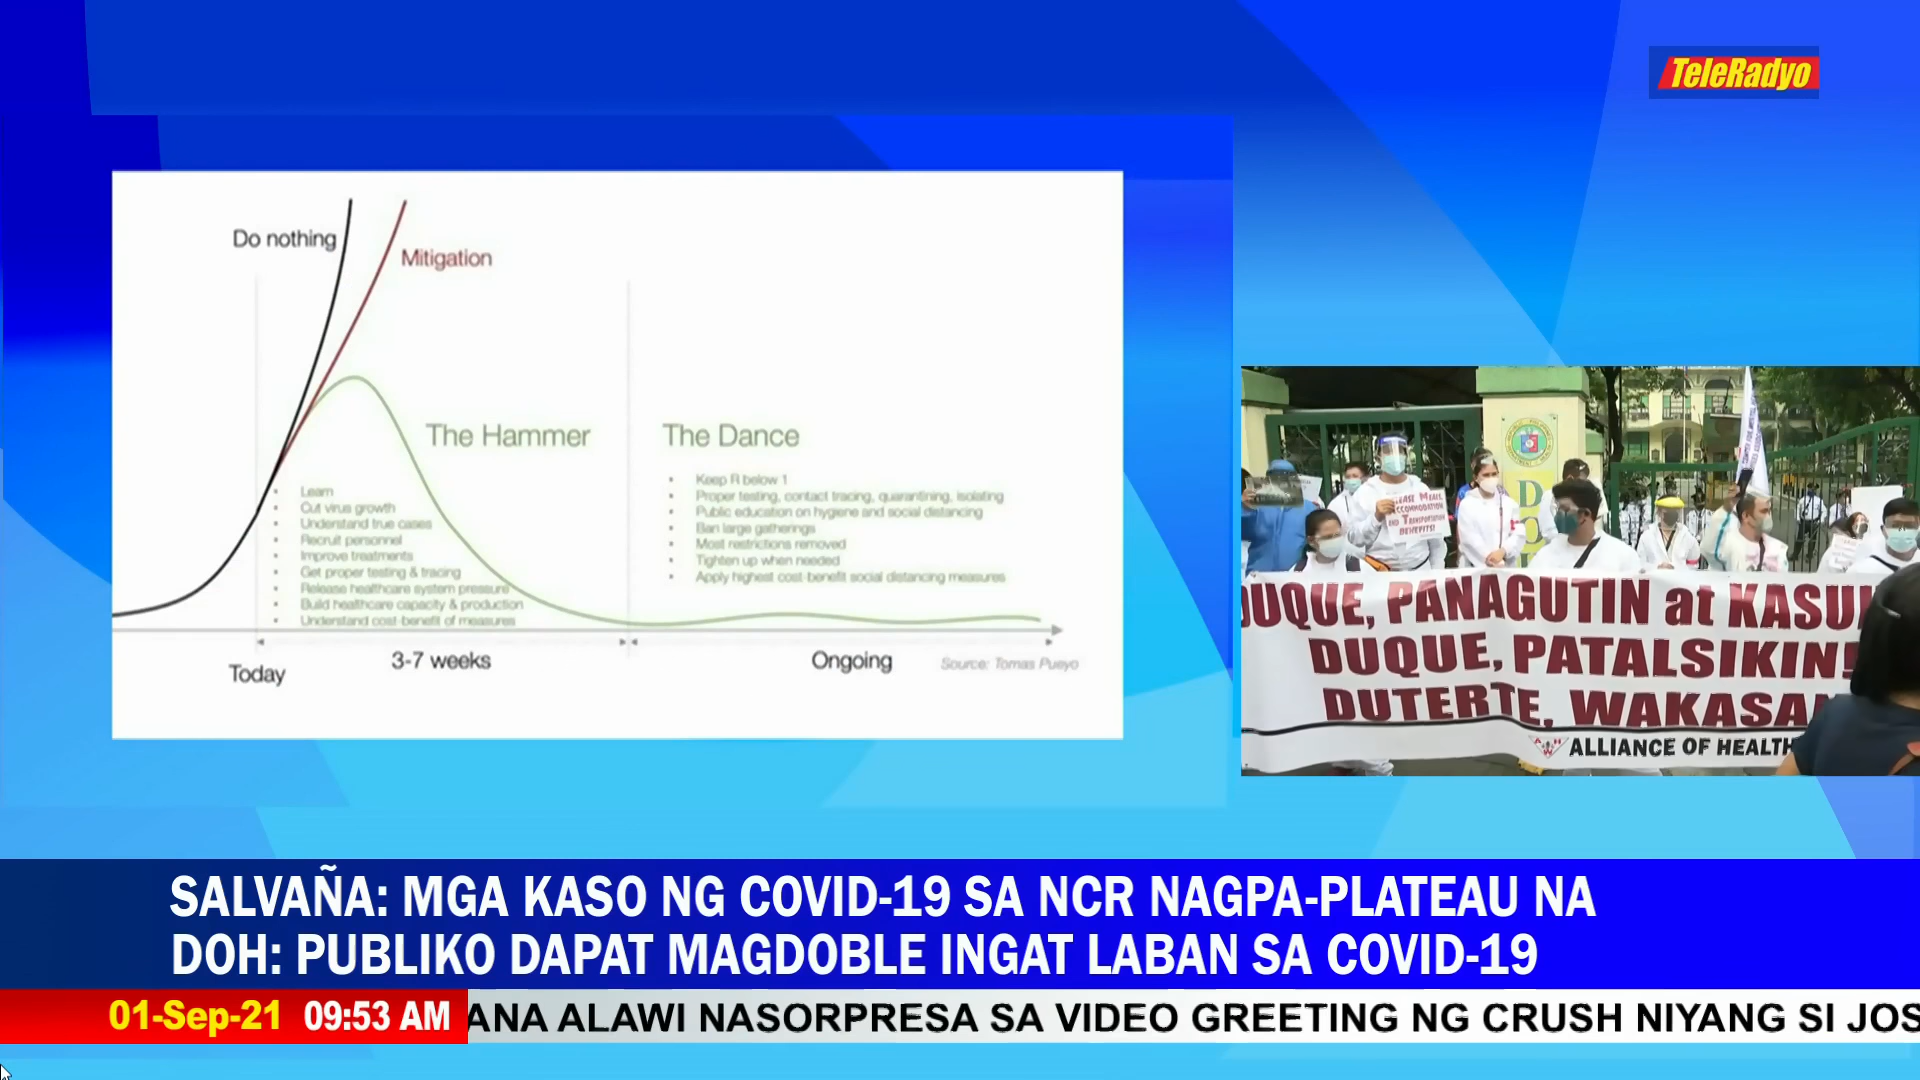 TeleRadyo
Do nothing
Mitigation
The Hammer
Learn
Cut virus growth
Understand true cases
Recruit personnel
Improve treatments
Get proper testing & tracing
Release healthcare system pressure
Build healthcare capacity & production
Understand cost-benefit of measures
The Dance
Keep R below 1
Proper testing, contact tracing, quarantining, isolating
Public education on hygiene and social distancing
Ban large gatherings
Most restrictions removed
Tighten up when needed
Apply highest cost-benefit social distancing measures
Today
3-7 weeks
Ongoing
Source: Tomas Pueyo
MEALS,
TRANSPORTATION
BENEFITS!
DUQUE, PANAGUTIN at
DUQUE, PATALSIKIN!
DUTERTE,
ALLIANCE OF HEALTH
SALVAÑA: MGA KASO NG COVID-19 SA NCR NAGPA-PLATEAU NA
DOH: PUBLIKO DAPAT MAGDOBLE INGAT LABAN SA COVID-19
01-Sep-21 09:53 AM ANA ALAWI NASORPRESA SA VIDEO GREETING NG CRUSH NIYANG SI JOS